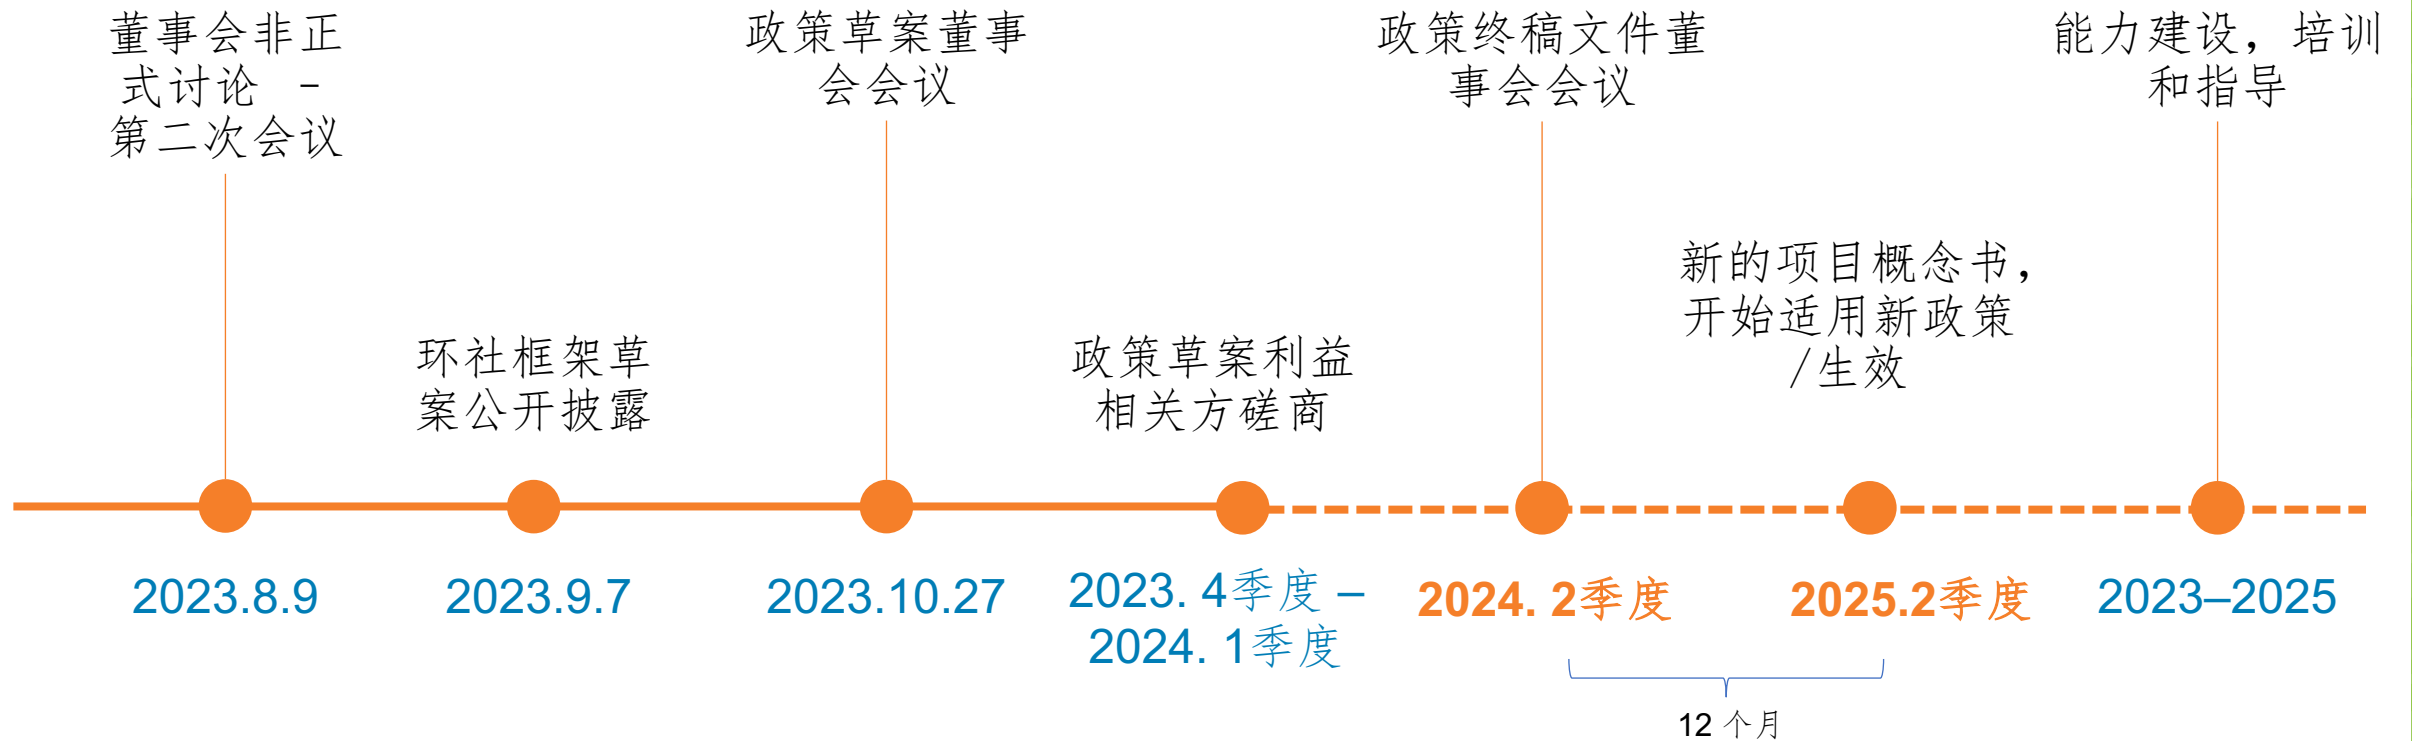 董事会非正
式讨论 -
第二次会议
2023.8.9
环社框架草
案公开披露
2023.9.7
政策草案董事
会会议
2023.10.27
政策草案利益
相关方磋商
2023. 4季度 –
2024. 1季度
政策终稿文件董
事会会议
2024. 2季度
新的项目概念书，
开始适用新政策
/生效
2025.2季度
能力建设，培训
和指导
2023–2025
12 个月